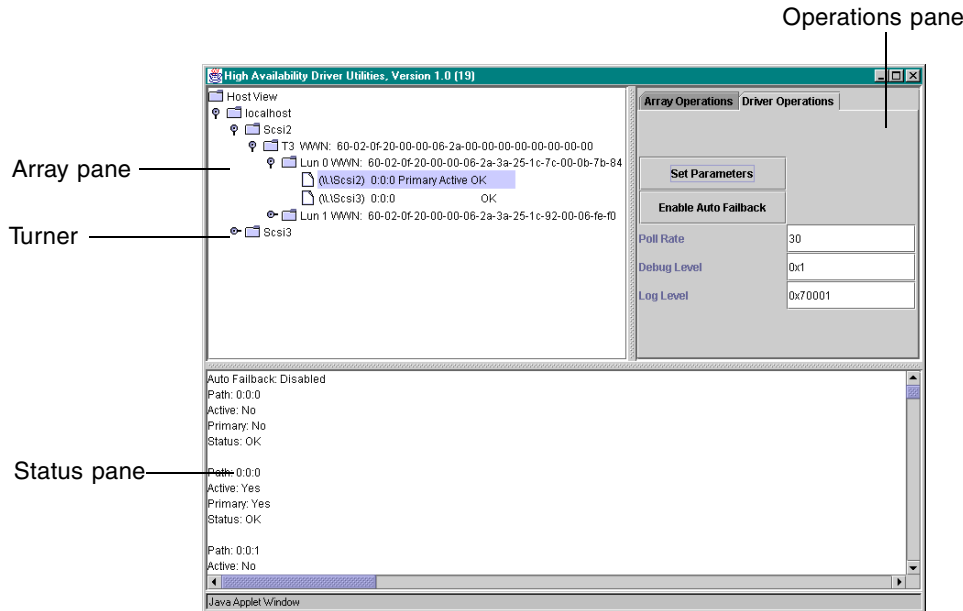 Operations pane
High Availability Driver Utilities, Version 1.0 (19)
Host View
localhost
Scsi2
T3 WWN: 60-02-0f-20-00-00-06-2a-00-00-00-00-00-00-00-00
Lun 0 WWN: 60-02-0f-20-00-00-06-2a-3a-25-1c-7c-00-0b-7b-84
(\\.\Scsi2) 0:0:0 Primary Active OK
(\\.\Scsi3) 0:0:0 OK
Lun 1 WWN: 60-02-0f-20-00-00-06-2a-3a-25-1c-92-00-06-fe-f0
Scsi3
Array pane
Turner
Array Operations Driver Operations
Set Parameters
Enable Auto Failback
Poll Rate 30
Debug Level 0x1
Log Level 0x70001
Status pane
Auto Failback: Disabled
Path: 0:0:0
Active: No
Primary: No
Status: OK
Path: 0:0:0
Active: Yes
Primary: Yes
Status: OK
Path: 0:0:1
Active: No
Java Applet Window